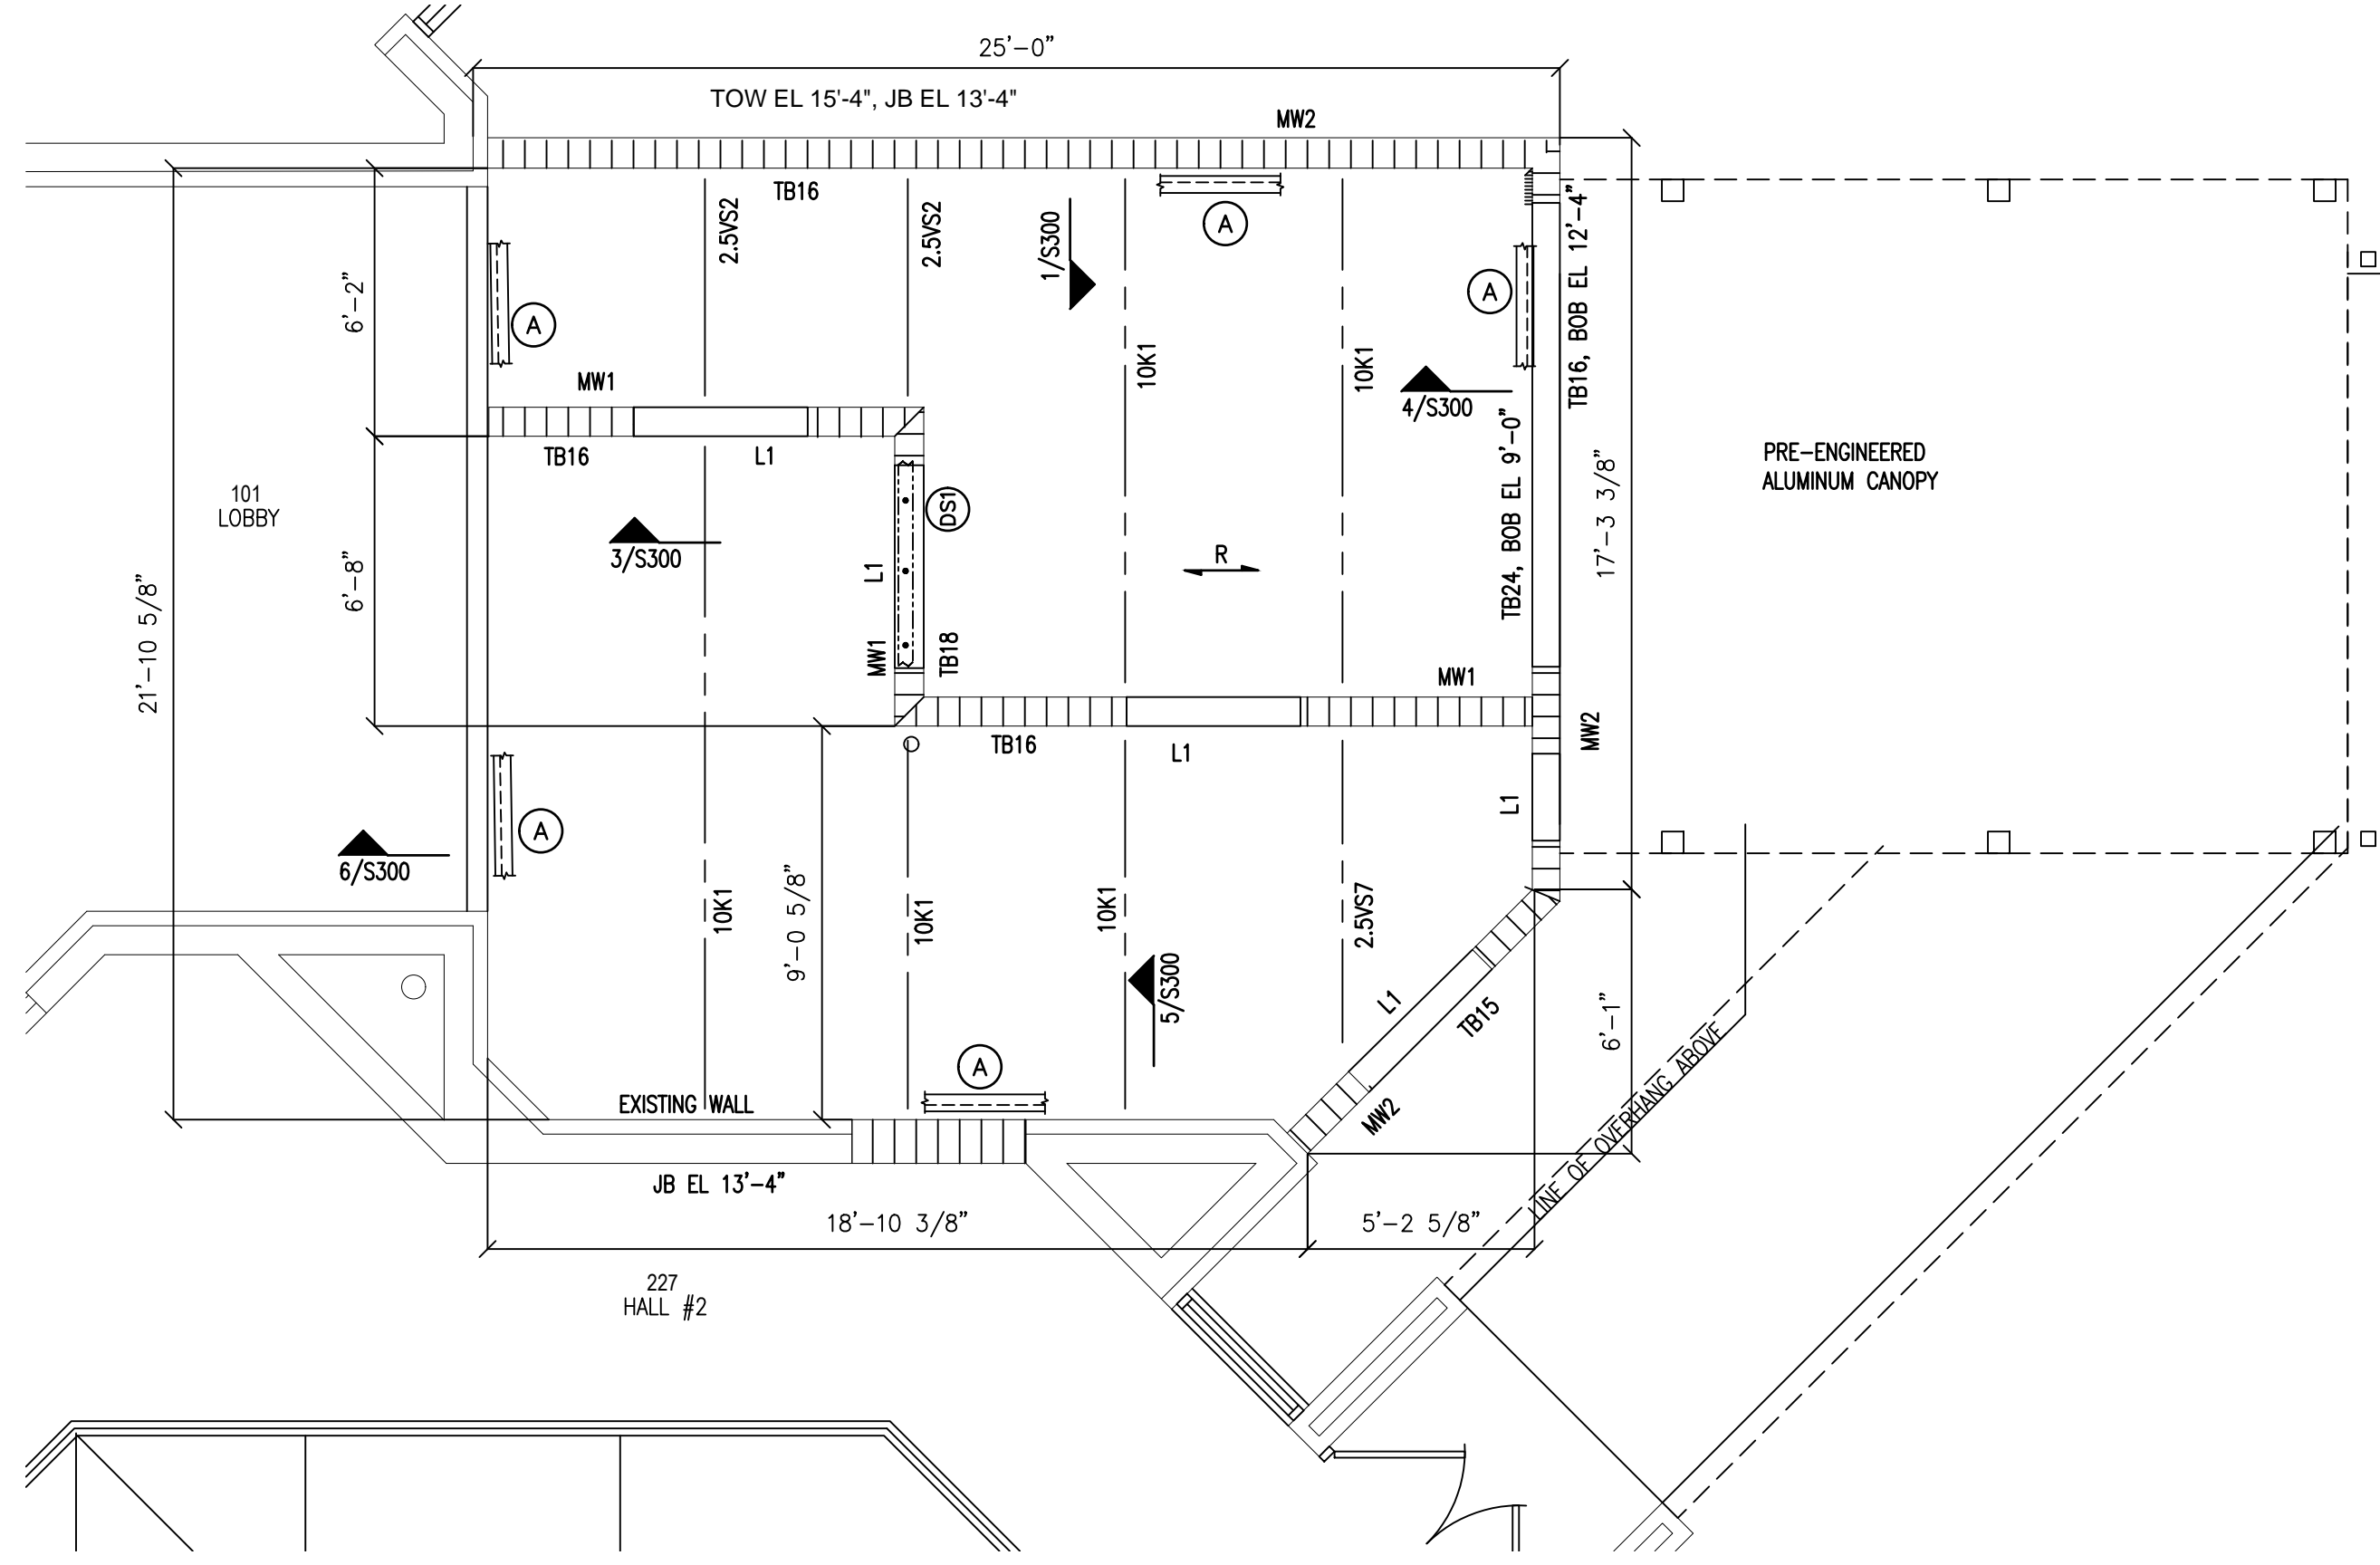 25'-0"
TOW EL 15'-4", JB EL 13'-4"
MW2
TB16
2.5VS2
2.5VS2
1/S300
A
A
A
TB16, BOB EL 12'-4"
6'-2"
10K1
10K1
MW1
4/S300
TB16
L1
TB24, BOB EL 9'-0"
17'-3 3/8"
PRE-ENGINEERED
ALUMINUM CANOPY
101
LOBBY
DS1
3/S300
R
L1
6'-8"
21'-10 5/8"
MW1
TB18
MW1
MW2
TB16
L1
L1
A
6/S300
10K1
9'-0 5/8"
10K1
10K1
2.5VS7
5/S300
L1
TB15
6'-1"
A
EXISTING WALL
MW2
LINE OF OVERHANG ABOVE
JB EL 13'-4"
18'-10 3/8"
5'-2 5/8"
227
HALL #2